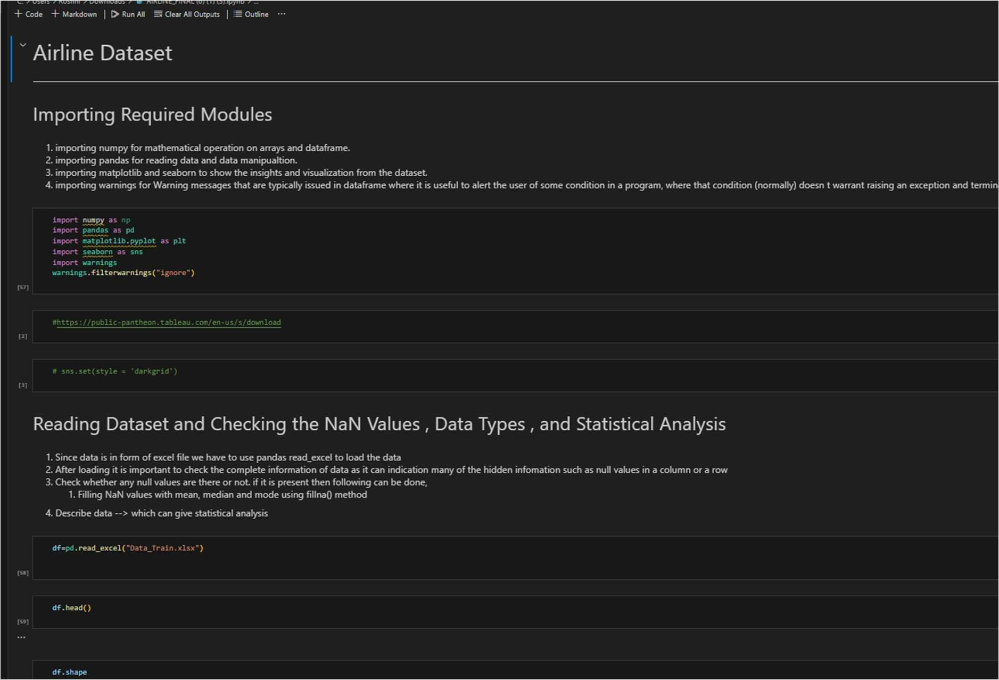 C: > Users > Roshni > Downloads > AIRLINE_FINAL (6) (1) (3).ipynb > ...
Code Markdown | Run All Clear All Outputs | Outline ...
Airline Dataset
Importing Required Modules
1. importing numpy for mathematical operation on arrays and dataframe.
2. importing pandas for reading data and data manipualtion.
3. importing matplotlib and seaborn to show the insights and visualization from the dataset.
4. importing warnings for Warning messages that are typically issued in dataframe where it is useful to alert the user of some condition in a program, where that condition (normally) doesn t warrant raising an exception and termin
import numpy as np
import pandas as pd
import matplotlib.pyplot as plt
import seaborn as sns
import warnings
warnings.filterwarnings("ignore")
[57]
#https://public-pantheon.tableau.com/en-us/s/download
[2]
# sns.set(style = 'darkgrid')
[3]
Reading Dataset and Checking the NaN Values , Data Types , and Statistical Analysis
1. Since data is in form of excel file we have to use pandas read_excel to load the data
2. After loading it is important to check the complete information of data as it can indication many of the hidden infomation such as null values in a column or a row
3. Check whether any null values are there or not. if it is present then following can be done,
1. Filling NaN values with mean, median and mode using fillna() method
4. Describe data --> which can give statistical analysis
df=pd.read_excel("Data_Train.xlsx")
[58]
df.head()
[59]
...
df.shape